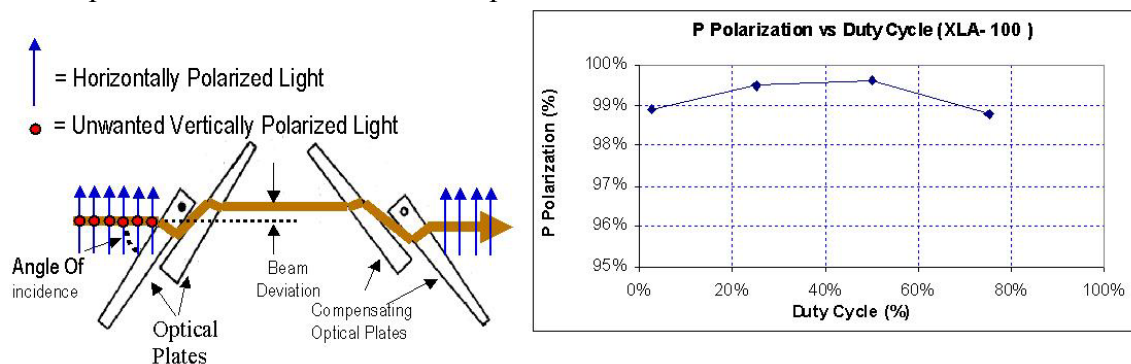 = Horizontally Polarized Light
= Unwanted Vertically Polarized Light
Angle Of
incidence
Optical
Plates
Beam
Deviation
Compensating
Optical Plates
P Polarization vs Duty Cycle (XLA- 100 )
P Polarization (%)
100%
99%
98%
97%
96%
95%
0% 20% 40% 60% 80% 100%
Duty Cycle (%)